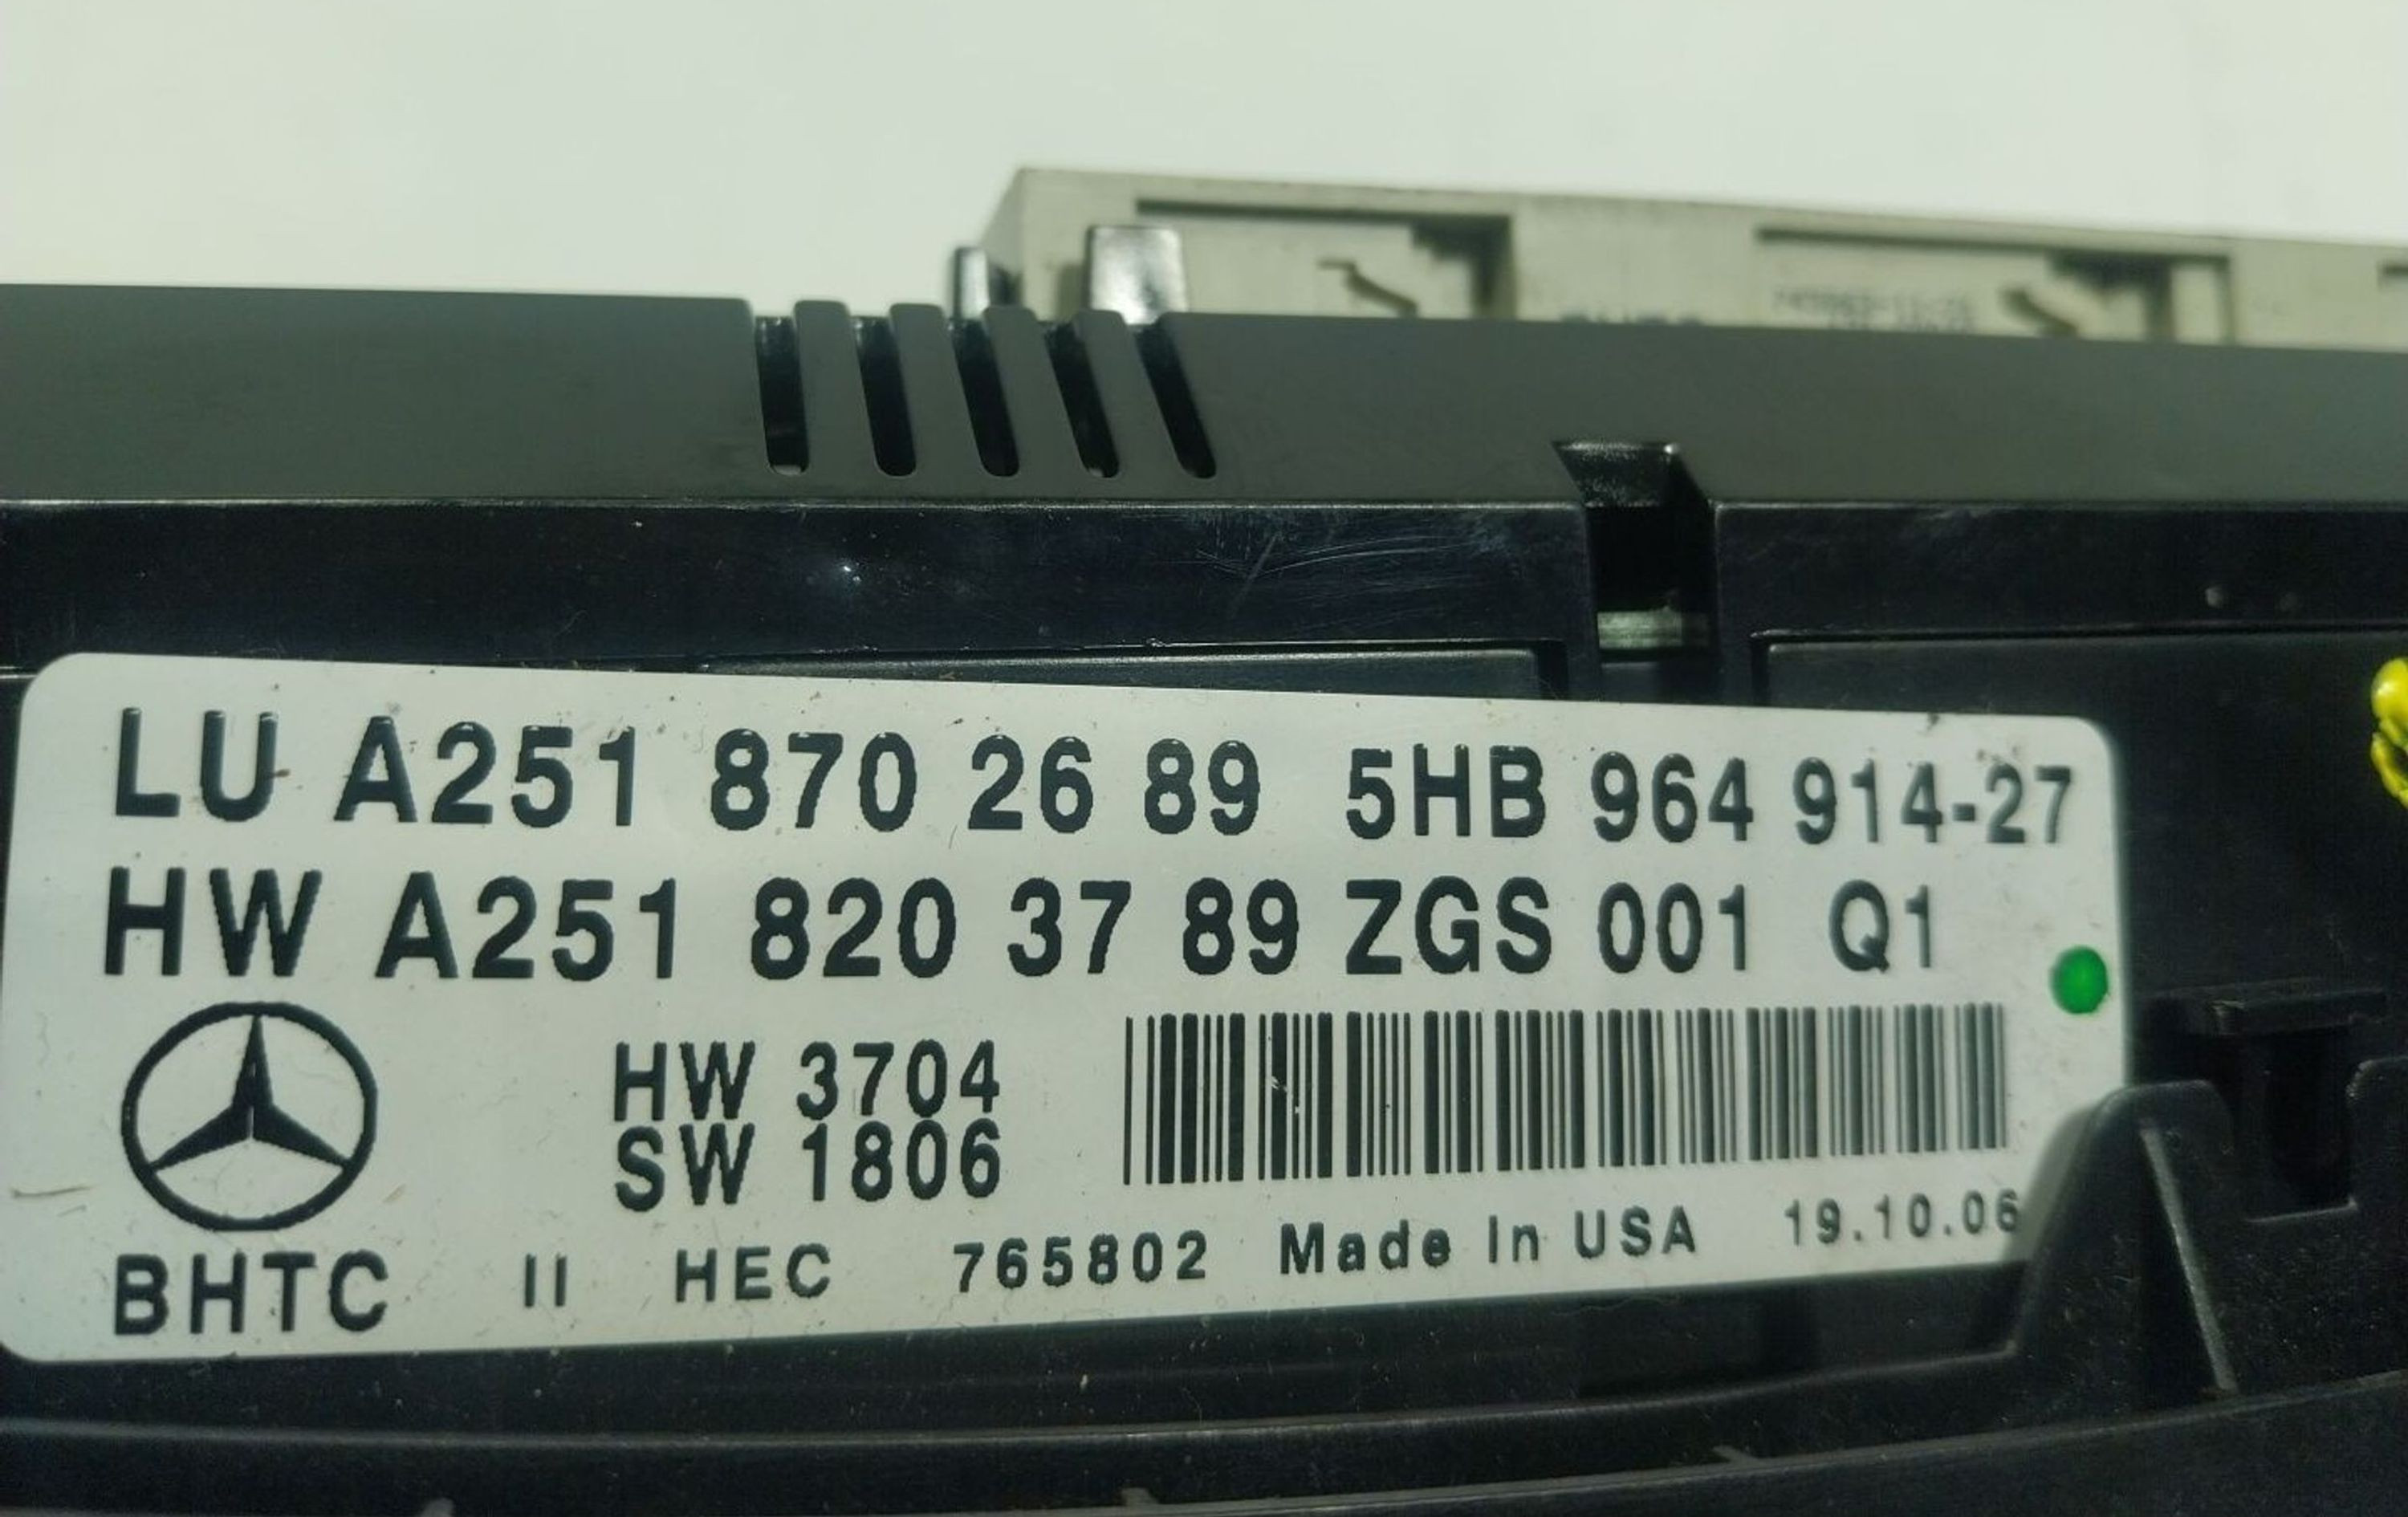 LU A251 870 26 89 5HB 964 914-27
HW A251 820 37 89 ZGS 001 Q1
HW 3704
SW 1806
BHTC II HEC 765802 Made In USA 19.10.06